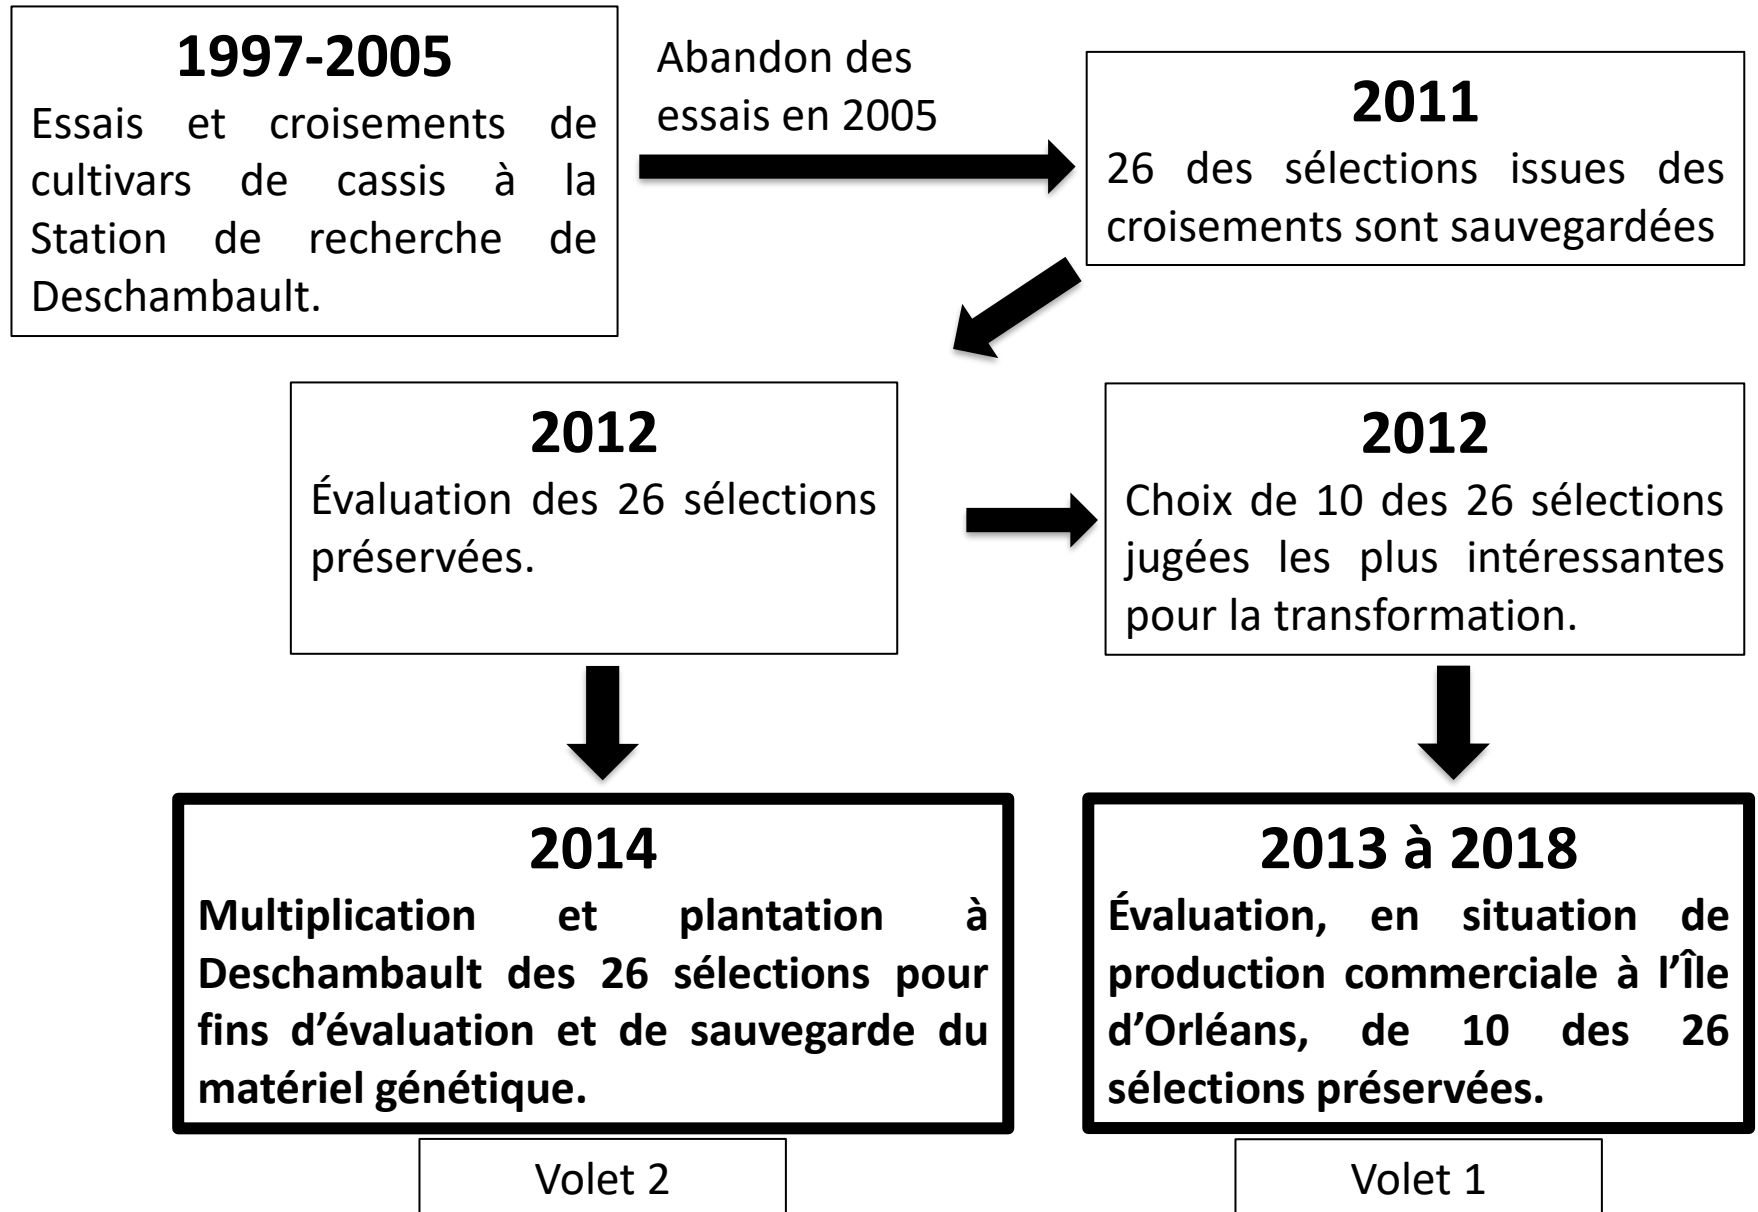 1997-2005
Essais et croisements de
cultivars de cassis à la
Station de recherche de
Deschambault.
Abandon des
essais en 2005
2011
26 des sélections issues des
croisements sont sauvegardées
2012
Évaluation des 26 sélections
préservées.
2012
Choix de 10 des 26 sélections
jugées les plus intéressantes
pour la transformation.
2014
Multiplication et plantation à
Deschambault des 26 sélections pour
fins d’évaluation et de sauvegarde du
matériel génétique.
Volet 2
2013 à 2018
Évaluation, en situation de
production commerciale à l’Île
d’Orléans, de 10 des 26
sélections préservées.
Volet 1